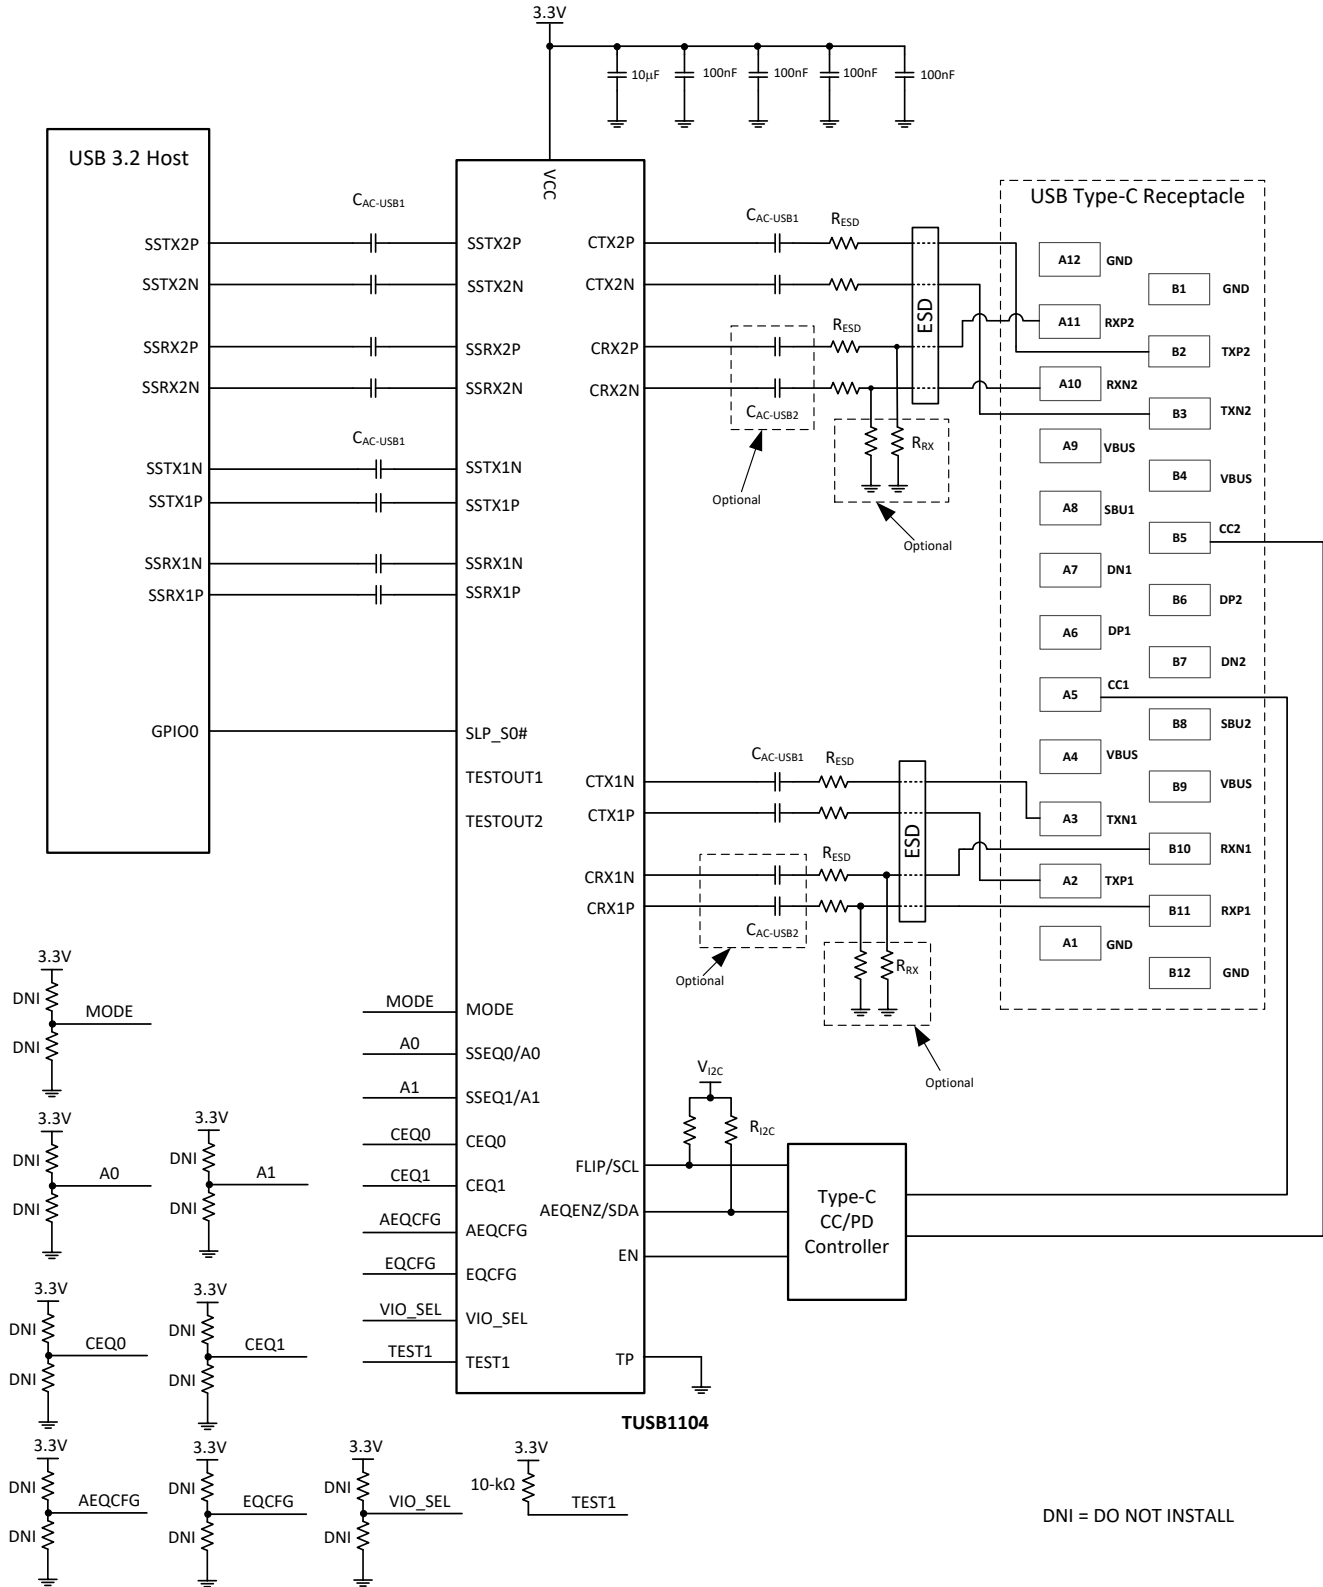 3.3V
10µF
100nF
100nF
100nF
100nF
USB 3.2 Host
SSTX2P
SSTX2N
SSRX2P
SSRX2N
SSTX1N
SSTX1P
SSRX1N
SSRX1P
GPIO0
CAC-USB1
CAC-USB1
VCC
SSTX2P
SSTX2N
SSRX2P
SSRX2N
SSTX1N
SSTX1P
SSRX1N
SSRX1P
SLP_S0#
TESTOUT1
TESTOUT2
MODE
MODE
A0
SSEQ0/A0
A1
SSEQ1/A1
CEQ0
CEQ0
CEQ1
CEQ1
AEQCFG
AEQCFG
EQCFG
EQCFG
VIO_SEL
VIO_SEL
TEST1
TEST1
CTX2P
CTX2N
CRX2P
CRX2N
CTX1N
CTX1P
CRX1N
CRX1P
FLIP/SCL
AEQENZ/SDA
EN
TP
TUSB1104
CAC-USB1
RESD
RESD
ESD
CAC-USB2
RRX
Optional
Optional
CAC-USB1
RESD
RESD
ESD
CAC-USB2
RRX
Optional
Optional
VI2C
RI2C
Type-C
CC/PD
Controller
USB Type-C Receptacle
A12 GND
B1 GND
A11 RXP2
B2 TXP2
A10 RXN2
B3 TXN2
A9 VBUS
B4 VBUS
A8 SBU1
B5 CC2
A7 DN1
B6 DP2
A6 DP1
B7 DN2
A5 CC1
B8 SBU2
A4 VBUS
B9 VBUS
A3 TXN1
B10 RXN1
A2 TXP1
B11 RXP1
A1 GND
B12 GND
3.3V
DNI
MODE
DNI
3.3V
DNI
A0
DNI
3.3V
DNI
A1
DNI
3.3V
DNI
CEQ0
DNI
3.3V
DNI
CEQ1
DNI
3.3V
DNI
AEQCFG
DNI
3.3V
DNI
EQCFG
DNI
3.3V
DNI
VIO_SEL
DNI
3.3V
10-kΩ
TEST1
DNI = DO NOT INSTALL